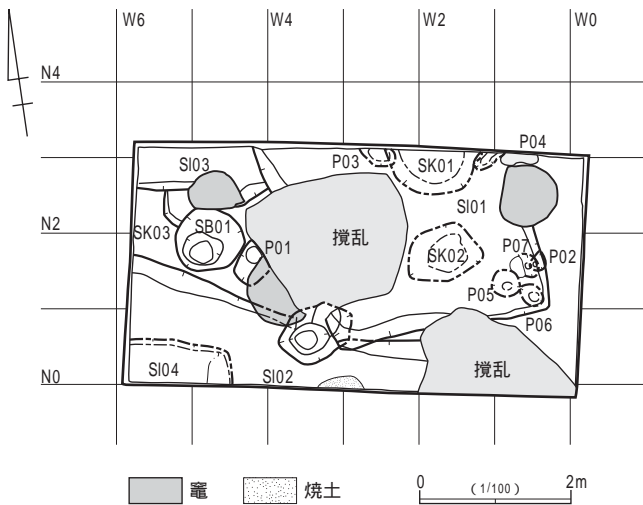 W6 W4 W2 W0
N4
P04
P03 SK01
SI03
SI01
N2
SK03 SB01 撹乱
P01 SK02 P07 P02
P05
P06
SI04 SI02 撹乱
N0
竈 焼土 0 (1/100) 2m